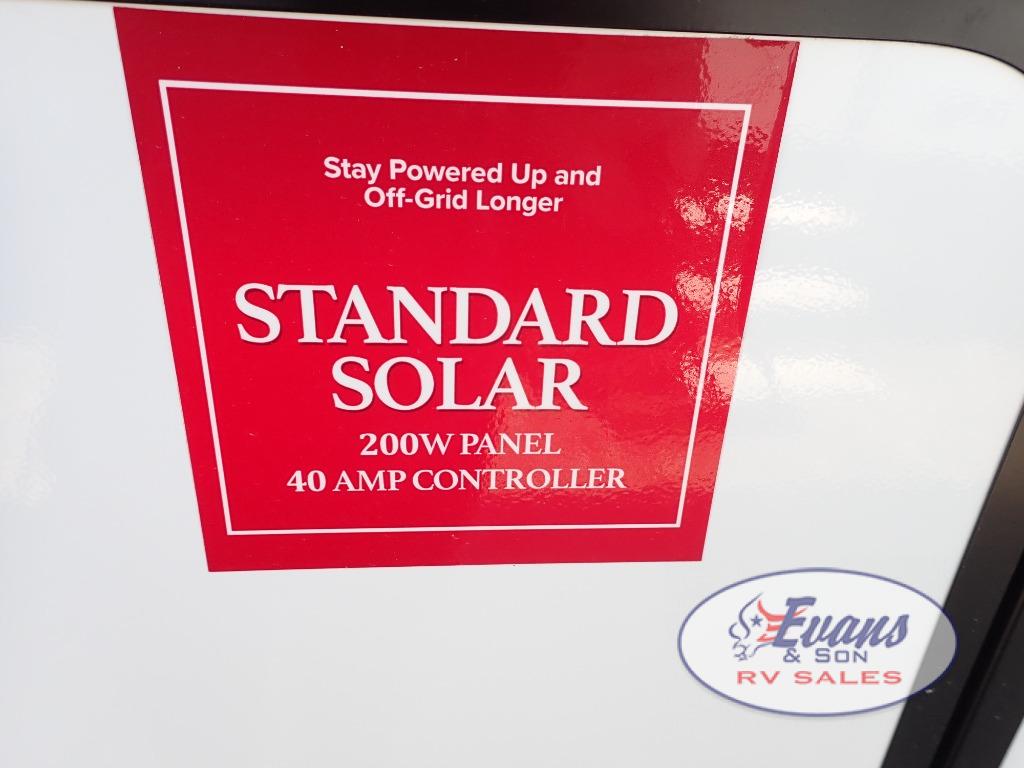 Stay Powered Up and
Off-Grid Longer
STANDARD
SOLAR
200W PANEL
40 AMP CONTROLLER
Evans
& SON
RV SALES